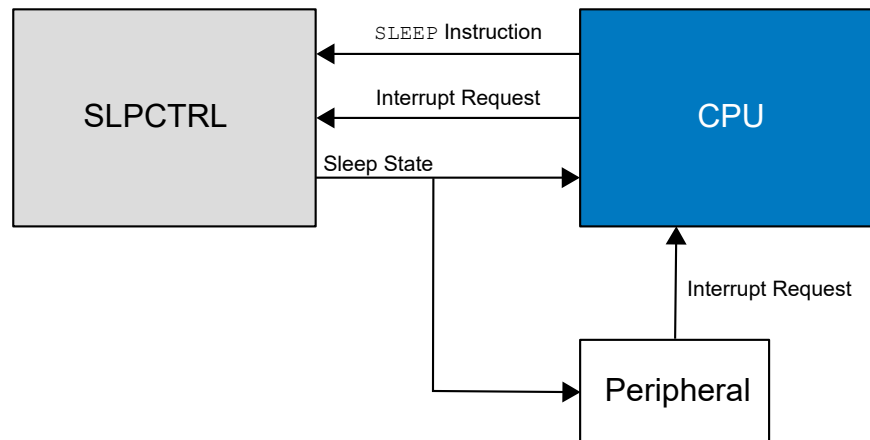 SLEEP Instruction
Interrupt Request
SLPCTRL
CPU
Sleep State
Interrupt Request
Peripheral